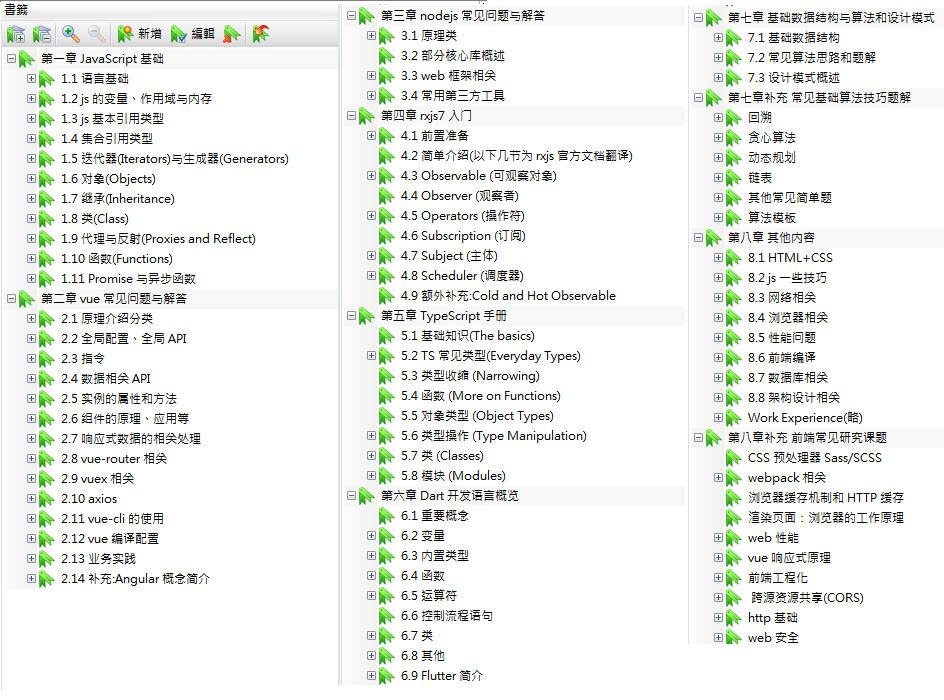 書籤
新增 編輯
第一章 JavaScript 基础
1.1 语言基础
1.2 js 的变量、作用域与内存
1.3 js 基本引用类型
1.4 集合引用类型
1.5 迭代器(Iterators)与生成器(Generators)
1.6 对象(Objects)
1.7 继承(Inheritance)
1.8 类(Class)
1.9 代理与反射(Proxies and Reflect)
1.10 函数(Functions)
1.11 Promise 与异步函数
第二章 vue 常见问题与解答
2.1 原理介绍分类
2.2 全局配置、全局 API
2.3 指令
2.4 数据相关 API
2.5 实例的属性和方法
2.6 组件的原理、应用等
2.7 响应式数据的相关处理
2.8 vue-router 相关
2.9 vuex 相关
2.10 axios
2.11 vue-cli 的使用
2.12 vue 编译配置
2.13 业务实践
2.14 补充:Angular 概念简介
第三章 nodejs 常见问题与解答
3.1 原理类
3.2 部分核心库概述
3.3 web 框架相关
3.4 常用第三方工具
第四章 rxjs7 入门
4.1 前置准备
4.2 简单介绍(以下几节为 rxjs 官方文档翻译)
4.3 Observable (可观察对象)
4.4 Observer (观察者)
4.5 Operators (操作符)
4.6 Subscription (订阅)
4.7 Subject (主体)
4.8 Scheduler (调度器)
4.9 额外补充:Cold and Hot Observable
第五章 TypeScript 手册
5.1 基础知识(The basics)
5.2 TS 常见类型(Everyday Types)
5.3 类型收缩 (Narrowing)
5.4 函数 (More on Functions)
5.5 对象类型 (Object Types)
5.6 类型操作 (Type Manipulation)
5.7 类 (Classes)
5.8 模块 (Modules)
第六章 Dart 开发语言概览
6.1 重要概念
6.2 变量
6.3 内置类型
6.4 函数
6.5 运算符
6.6 控制流程语句
6.7 类
6.8 其他
6.9 Flutter 简介
第七章 基础数据结构与算法和设计模式
7.1 基础数据结构
7.2 常见算法思路和题解
7.3 设计模式概述
第七章补充 常见基础算法技巧题解
回溯
贪心算法
动态规划
链表
其他常见简单题
算法模板
第八章 其他内容
8.1 HTML+CSS
8.2 js 一些技巧
8.3 网络相关
8.4 浏览器相关
8.5 性能问题
8.6 前端编译
8.7 数据库相关
8.8 架构设计相关
Work Experience(略)
第八章补充 前端常见研究课题
CSS 预处理器 Sass/SCSS
webpack 相关
浏览器缓存机制和 HTTP 缓存
渲染页面：浏览器的工作原理
web 性能
vue 响应式原理
前端工程化
跨源资源共享(CORS)
http 基础
web 安全